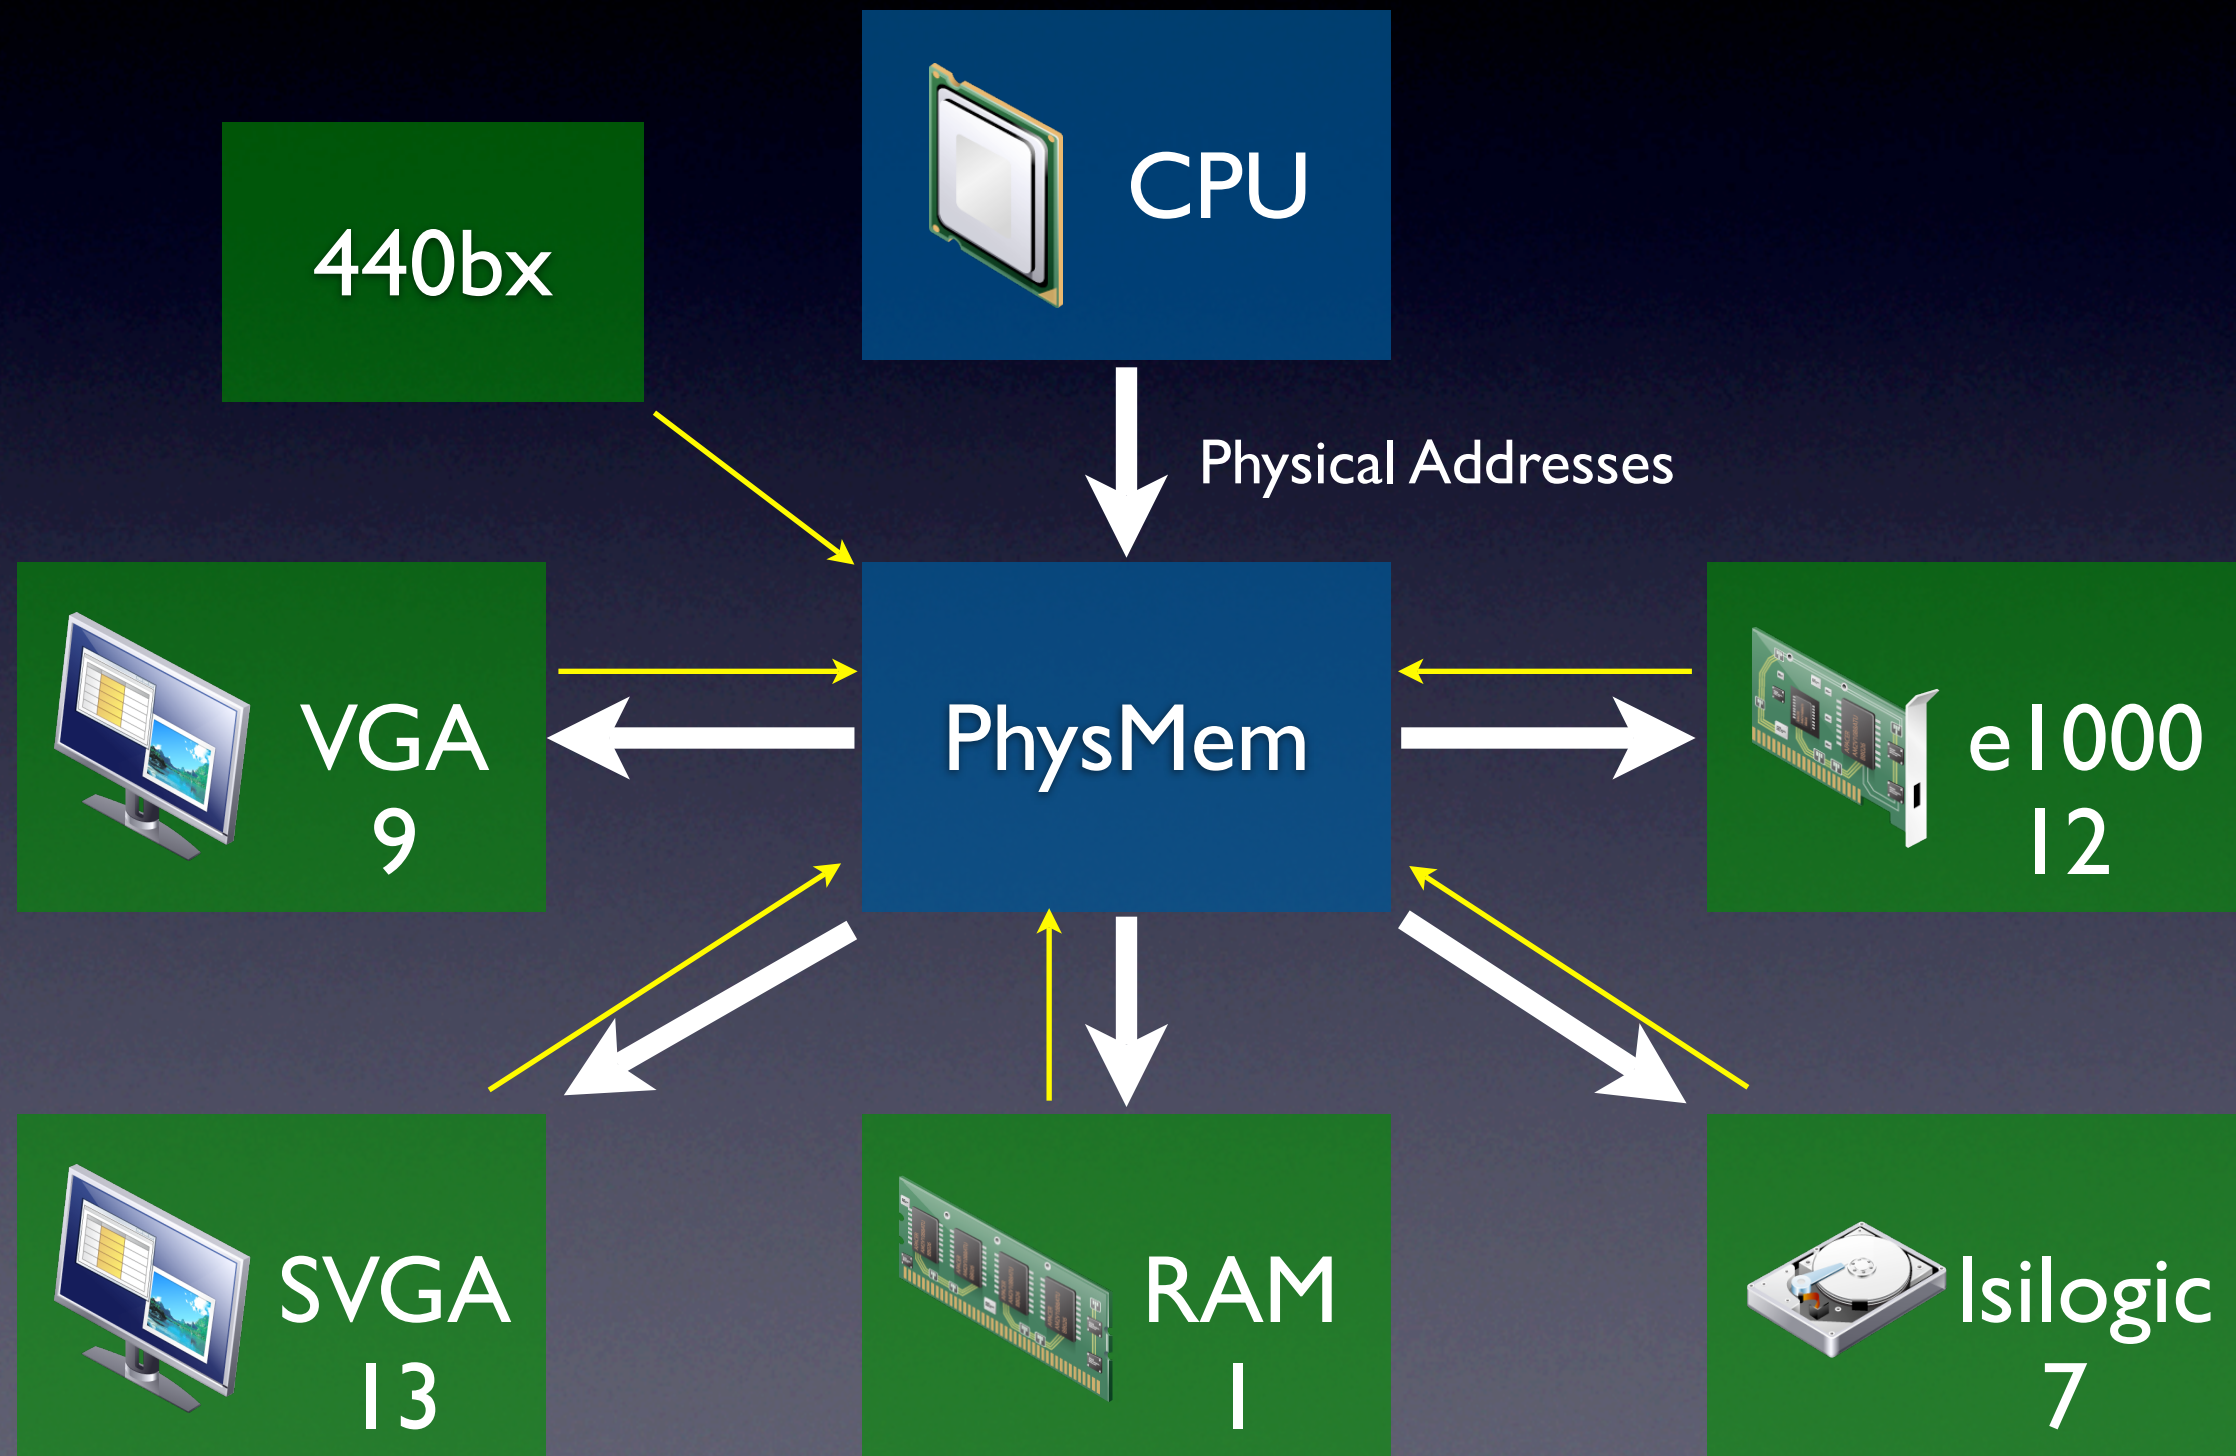 CPU
440bx
Physical Addresses
VGA
9
PhysMem
e1000
12
SVGA
13
RAM
1
lsilogic
7